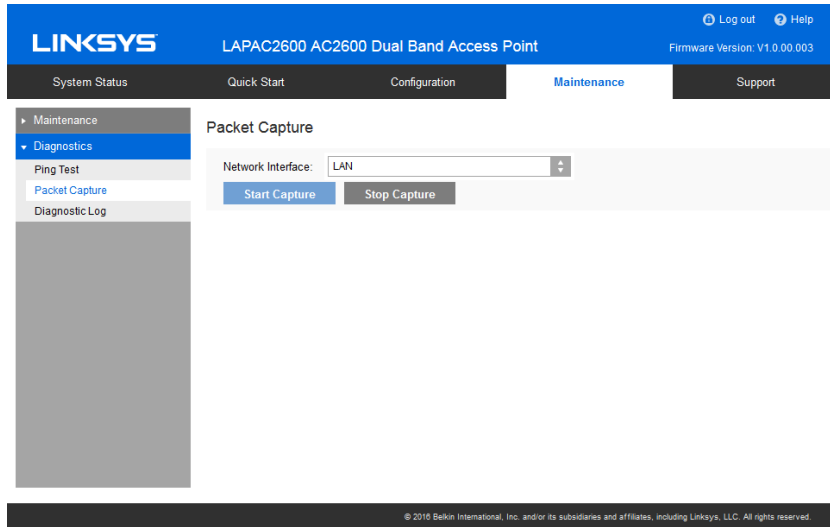 Log out Help
LINKSYS LAPAC2600 AC2600 Dual Band Access Point Firmware Version: V1.0.00.003
System Status Quick Start Configuration Maintenance Support
Maintenance
Diagnostics
Ping Test
Packet Capture
Diagnostic Log
Packet Capture
Network Interface: LAN
Start Capture Stop Capture
© 2016 Belkin International, Inc. and/or its subsidiaries and affiliates, including Linksys, LLC. All rights reserved.